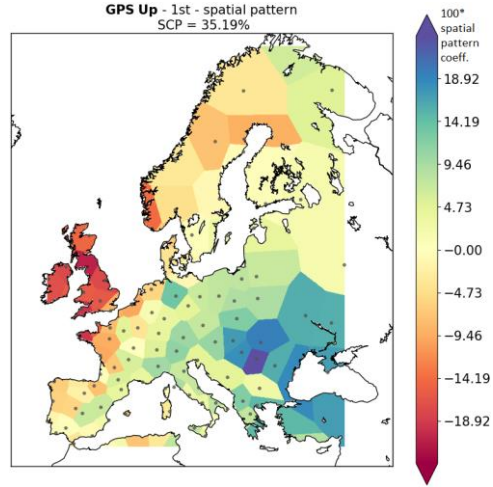 GPS Up - 1st - spatial pattern
SCP = 35.19%
100*
spatial
pattern
coeff.
18.92
14.19
9.46
4.73
−0.00
−4.73
−9.46
−14.19
−18.92